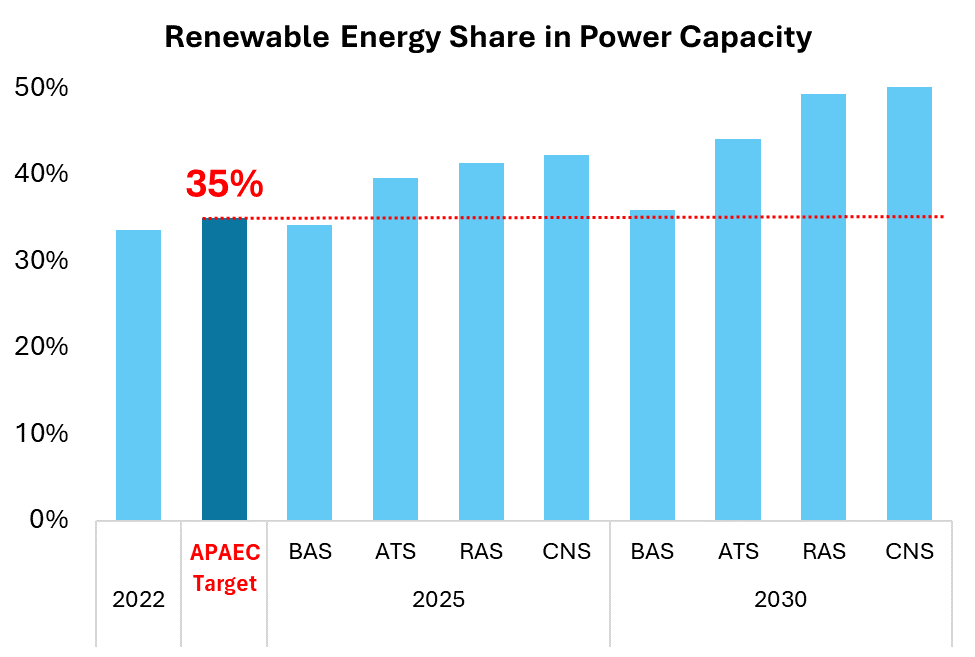 Renewable Energy Share in Power Capacity
50%
40%
30%
20%
10%
0%
35%
2022
APAEC
Target
BAS ATS RAS CNS
2025
BAS ATS RAS CNS
2030